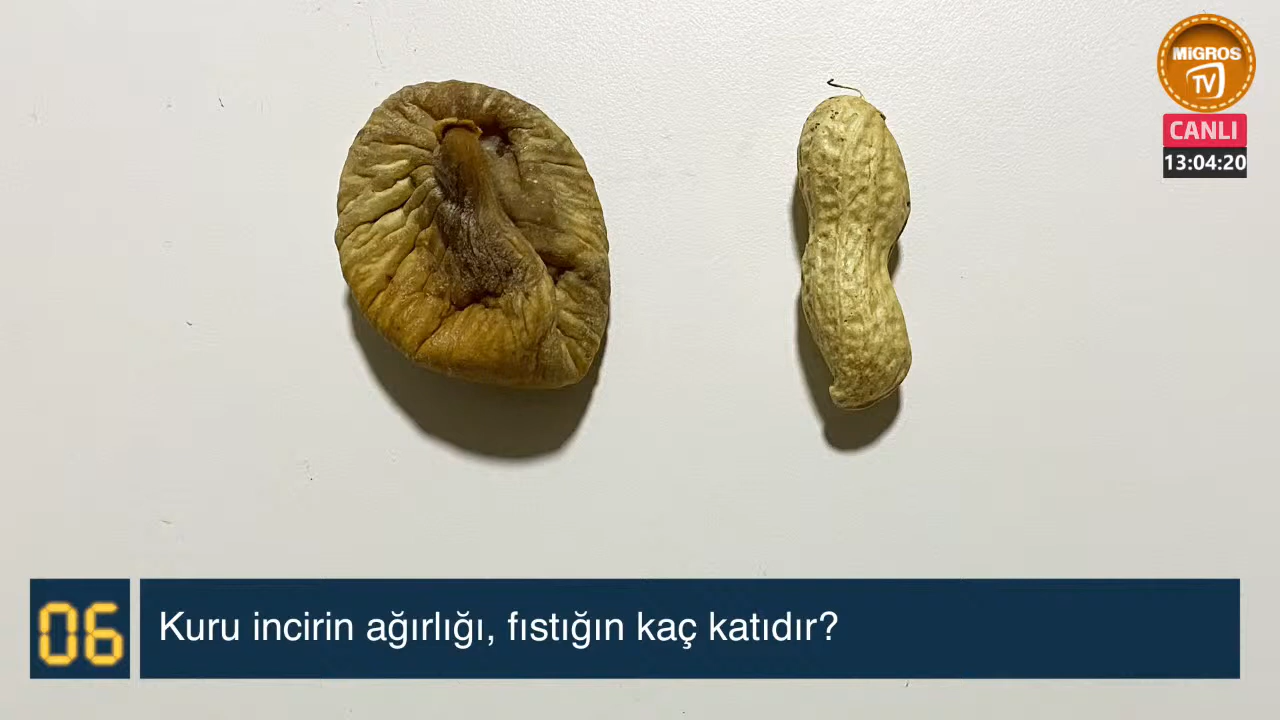 MiGROS
TV
CANLI
13:04:20
06
Kuru incirin ağırlığı, fıstığın kaç katıdır?